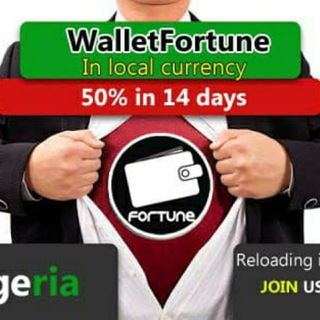 WalletFortune
In local currency
50% in 14 days
FORTUNE
geria
Reloading i
JOIN US